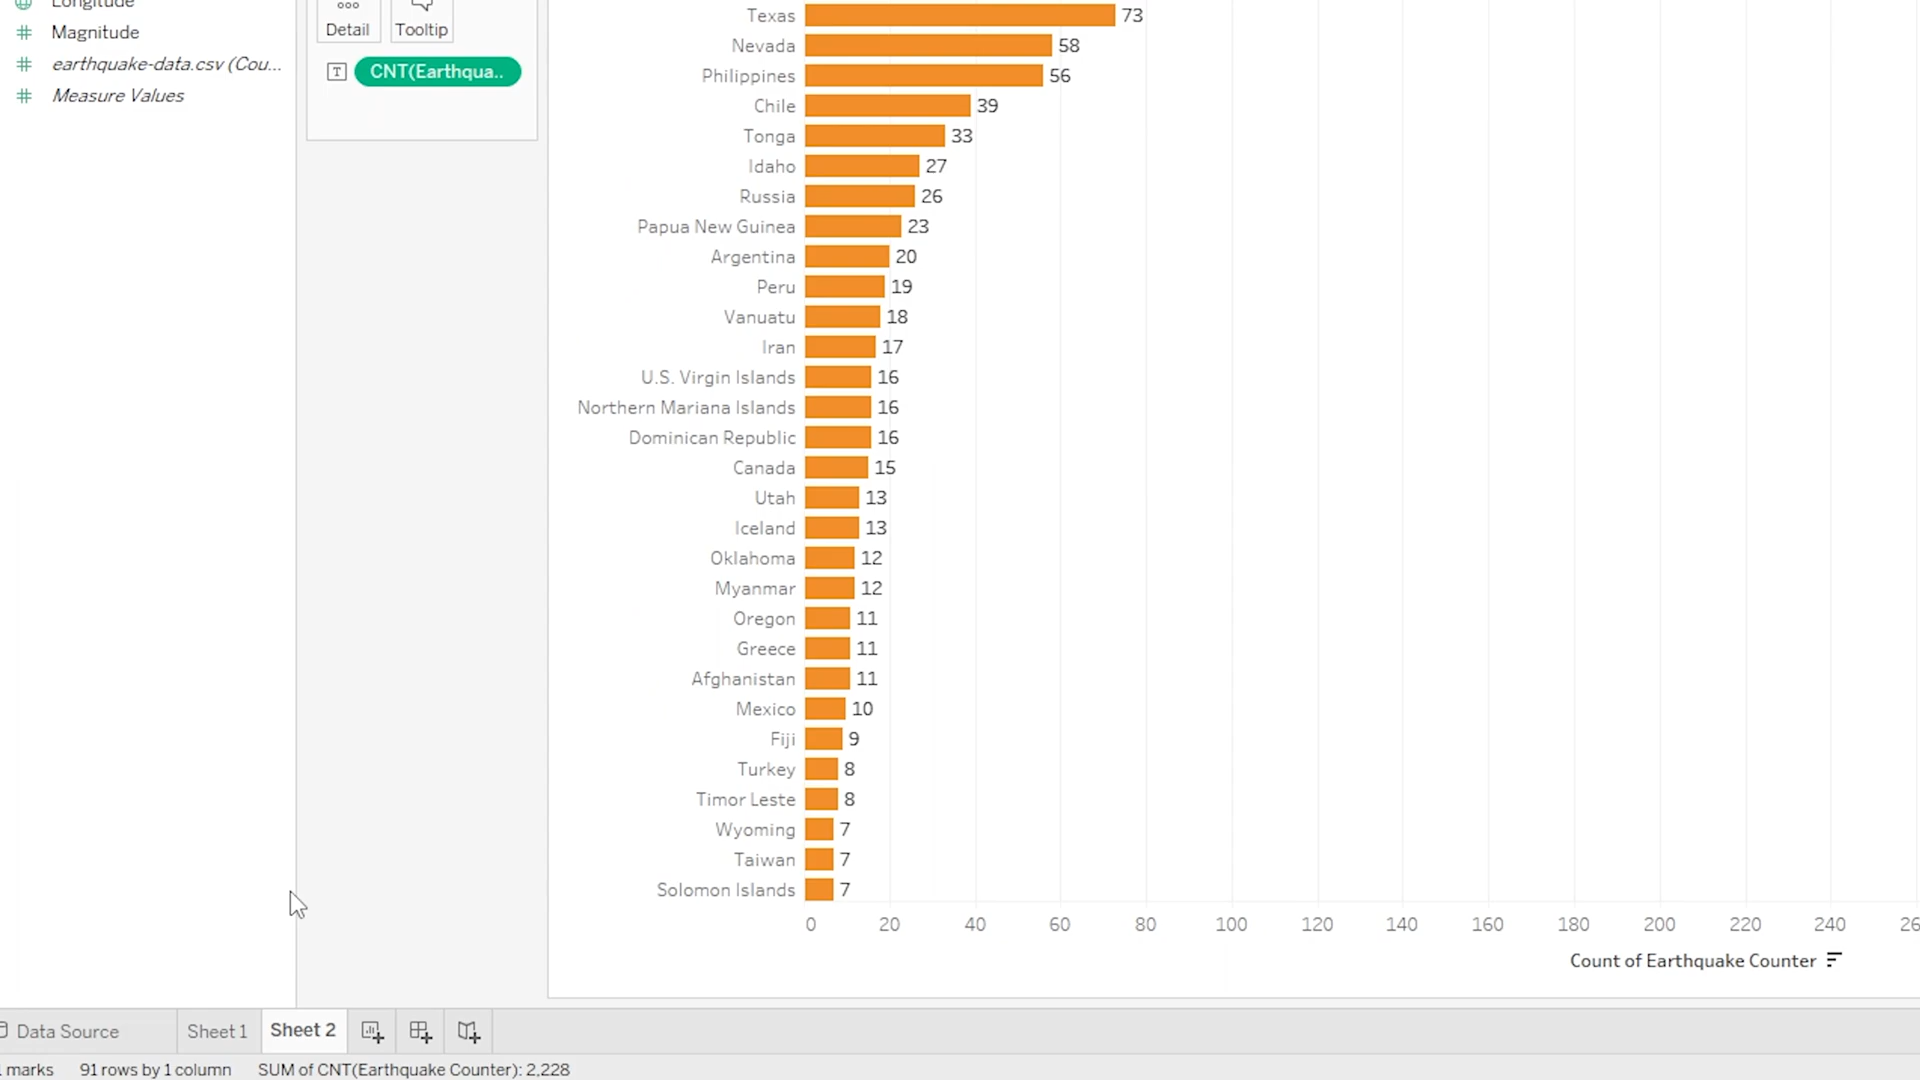 Longitude
Magnitude
earthquake-data.csv (Cou...
Measure Values
Detail
Tooltip
T
CNT(Earthqua..
Texas 73
Nevada 58
Philippines 56
Chile 39
Tonga 33
Idaho 27
Russia 26
Papua New Guinea 23
Argentina 20
Peru 19
Vanuatu 18
Iran 17
U.S. Virgin Islands 16
Northern Mariana Islands 16
Dominican Republic 16
Canada 15
Utah 13
Iceland 13
Oklahoma 12
Myanmar 12
Oregon 11
Greece 11
Afghanistan 11
Mexico 10
Fiji 9
Turkey 8
Timor Leste 8
Wyoming 7
Taiwan 7
Solomon Islands 7
0 20 40 60 80 100 120 140 160 180 200 220 240 26
Count of Earthquake Counter
Data Source Sheet 1 Sheet 2
marks 91 rows by 1 column SUM of CNT(Earthquake Counter): 2,228